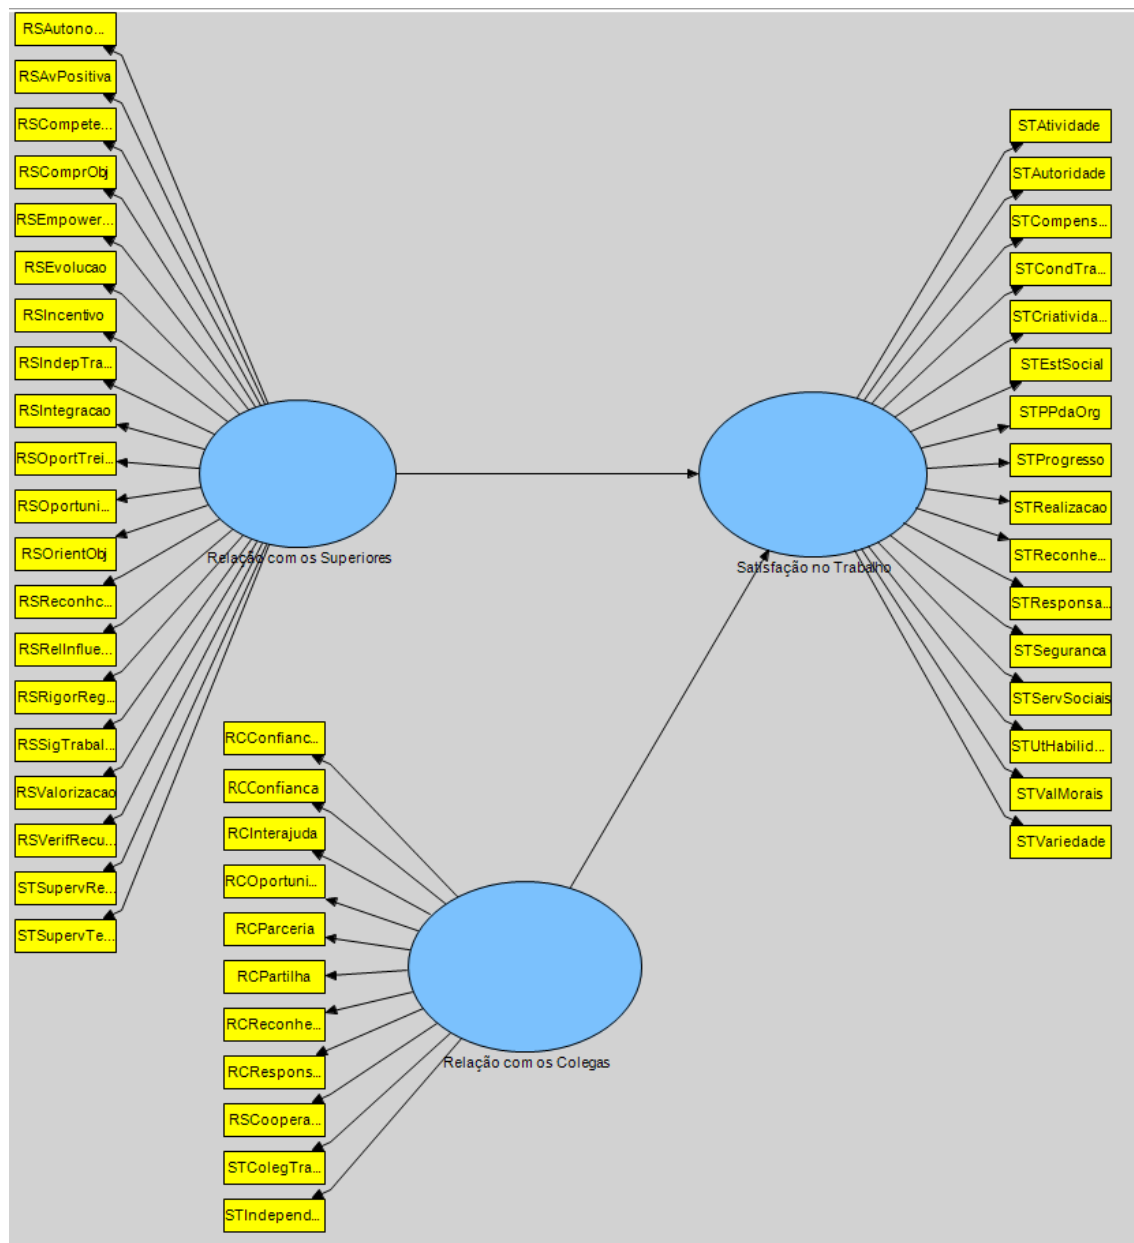 RSAutono...
RSAvPositiva
RSCompete...
RSComprObj
RSEmpower...
RSEvolucao
RSIncentivo
RSIndepTra...
RSIntegracao
RSOportTrei...
RSOportuni...
RSOrientObj
RSReconhc...
RSRelInflue...
RSRigorReg...
RSSigTrabal...
RSValorizacao
RSVerifRecu...
STSupervRe...
STSupervTe...
Relação com os Superiores
RCConfianc...
RCConfianca
RCInterajuda
RCOportuni...
RCParceria
RCPartilha
RCReconhe...
RCRespons...
RSCoopera...
STColegTra...
STIndepend...
Relação com os Colegas
Satisfação no Trabalho
STAtividade
STAutoridade
STCompens...
STCondTra...
STCriativida...
STEstSocial
STPPdaOrg
STProgresso
STRealizacao
STReconhe...
STResponsa...
STSeguranca
STServSociais
STUtHabilid...
STValMorais
STVariedade